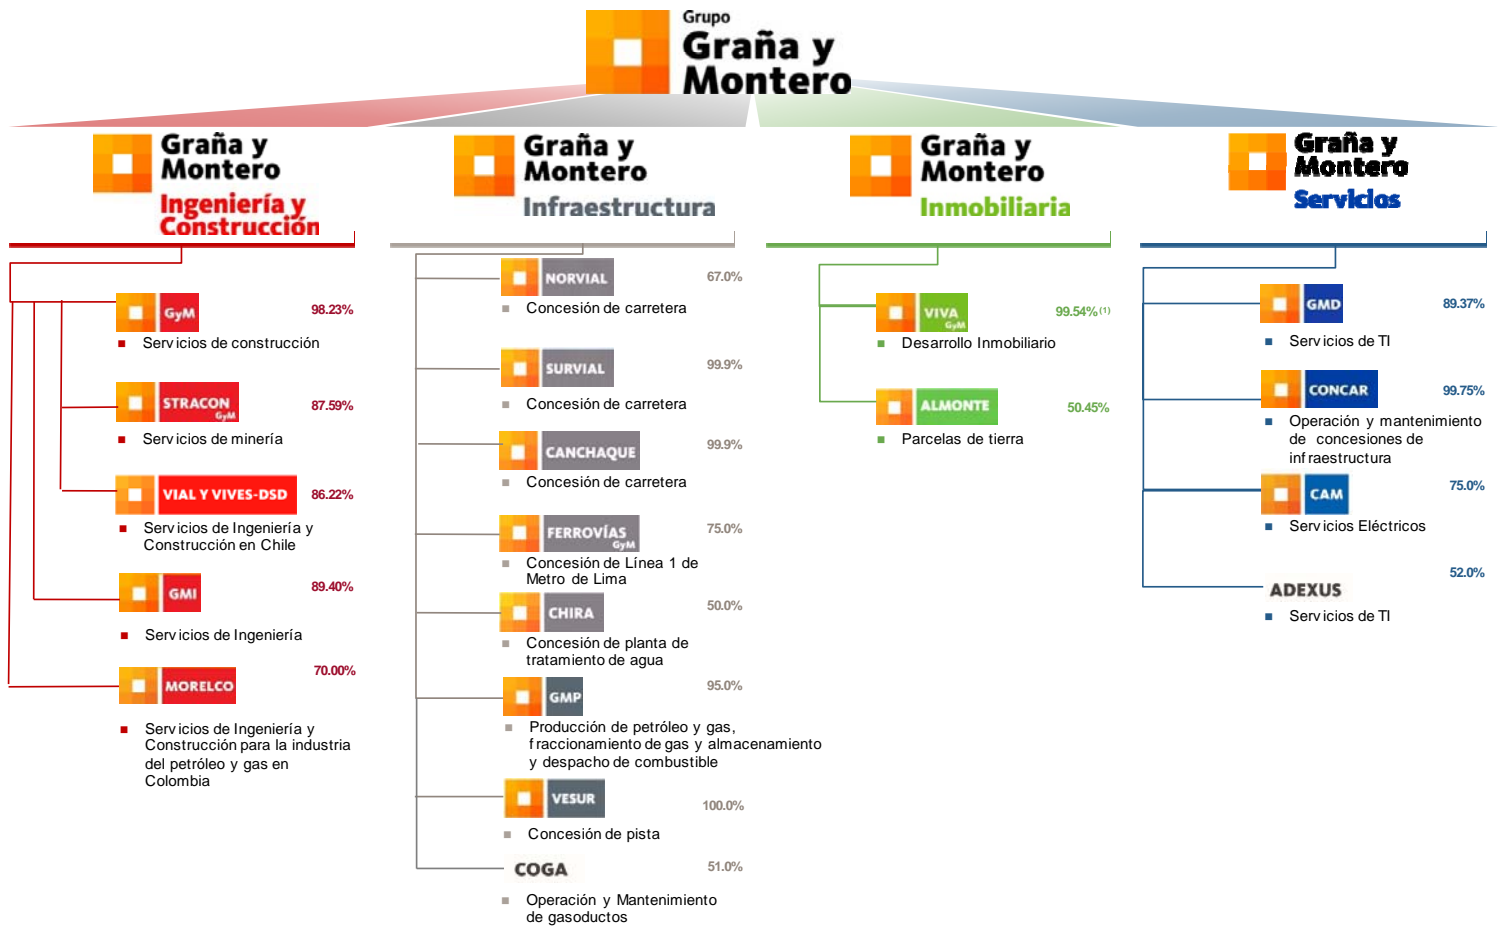 Grupo
Graña y
Montero
Graña y
Montero
Ingeniería y
Construcción
GyM
98.23%
■ Servicios de construcción
STRACON
GyM
87.59%
■ Servicios de minería
VIAL Y VIVES-DSD
86.22%
■ Servicios de Ingeniería y
Construcción en Chile
GMI
89.40%
■ Servicios de Ingeniería
MORELCO
70.00%
■ Servicios de Ingeniería y
Construcción para la industria
del petróleo y gas en
Colombia
Graña y
Montero
Infraestructura
NORVIAL
67.0%
■ Concesión de carretera
SURVIAL
99.9%
■ Concesión de carretera
CANCHAQUE
99.9%
■ Concesión de carretera
FERROVÍAS
GyM
75.0%
■ Concesión de Línea 1 de
Metro de Lima
CHIRA
50.0%
■ Concesión de planta de
tratamiento de agua
GMP
95.0%
■ Producción de petróleo y gas,
fraccionamiento de gas y almacenamiento
y despacho de combustible
VESUR
100.0%
■ Concesión de pista
COGA
51.0%
■ Operación y Mantenimiento
de gasoductos
Graña y
Montero
Inmobiliaria
VIVA
GyM
99.54% (1)
■ Desarrollo Inmobiliario
ALMONTE
50.45%
■ Parcelas de tierra
Graña y
Montero
Servicios
GMD
89.37%
■ Servicios de TI
CONCAR
99.75%
■ Operación y mantenimiento
de concesiones de
infraestructura
CAM
75.0%
■ Servicios Eléctricos
ADEXUS
52.0%
■ Servicios de TI